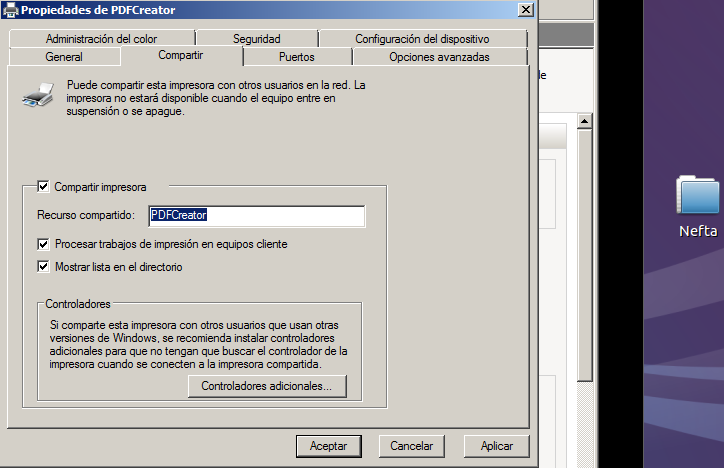 Propiedades de PDFCreator
Administración del color
Seguridad
Configuración del dispositivo
General
Compartir
Puertos
Opciones avanzadas
Puede compartir esta impresora con otros usuarios en la red. La
impresora no estará disponible cuando el equipo entre en
suspensión o se apague.
Compartir impresora
Recurso compartido:
PDFCreator
Procesar trabajos de impresión en equipos cliente
Mostrar lista en el directorio
Controladores
Si comparte esta impresora con otros usuarios que usan otras
versiones de Windows, se recomienda instalar controladores
adicionales para que no tengan que buscar el controlador de la
impresora cuando se conecten a la impresora compartida.
Controladores adicionales...
Aceptar
Cancelar
Aplicar
Nefta